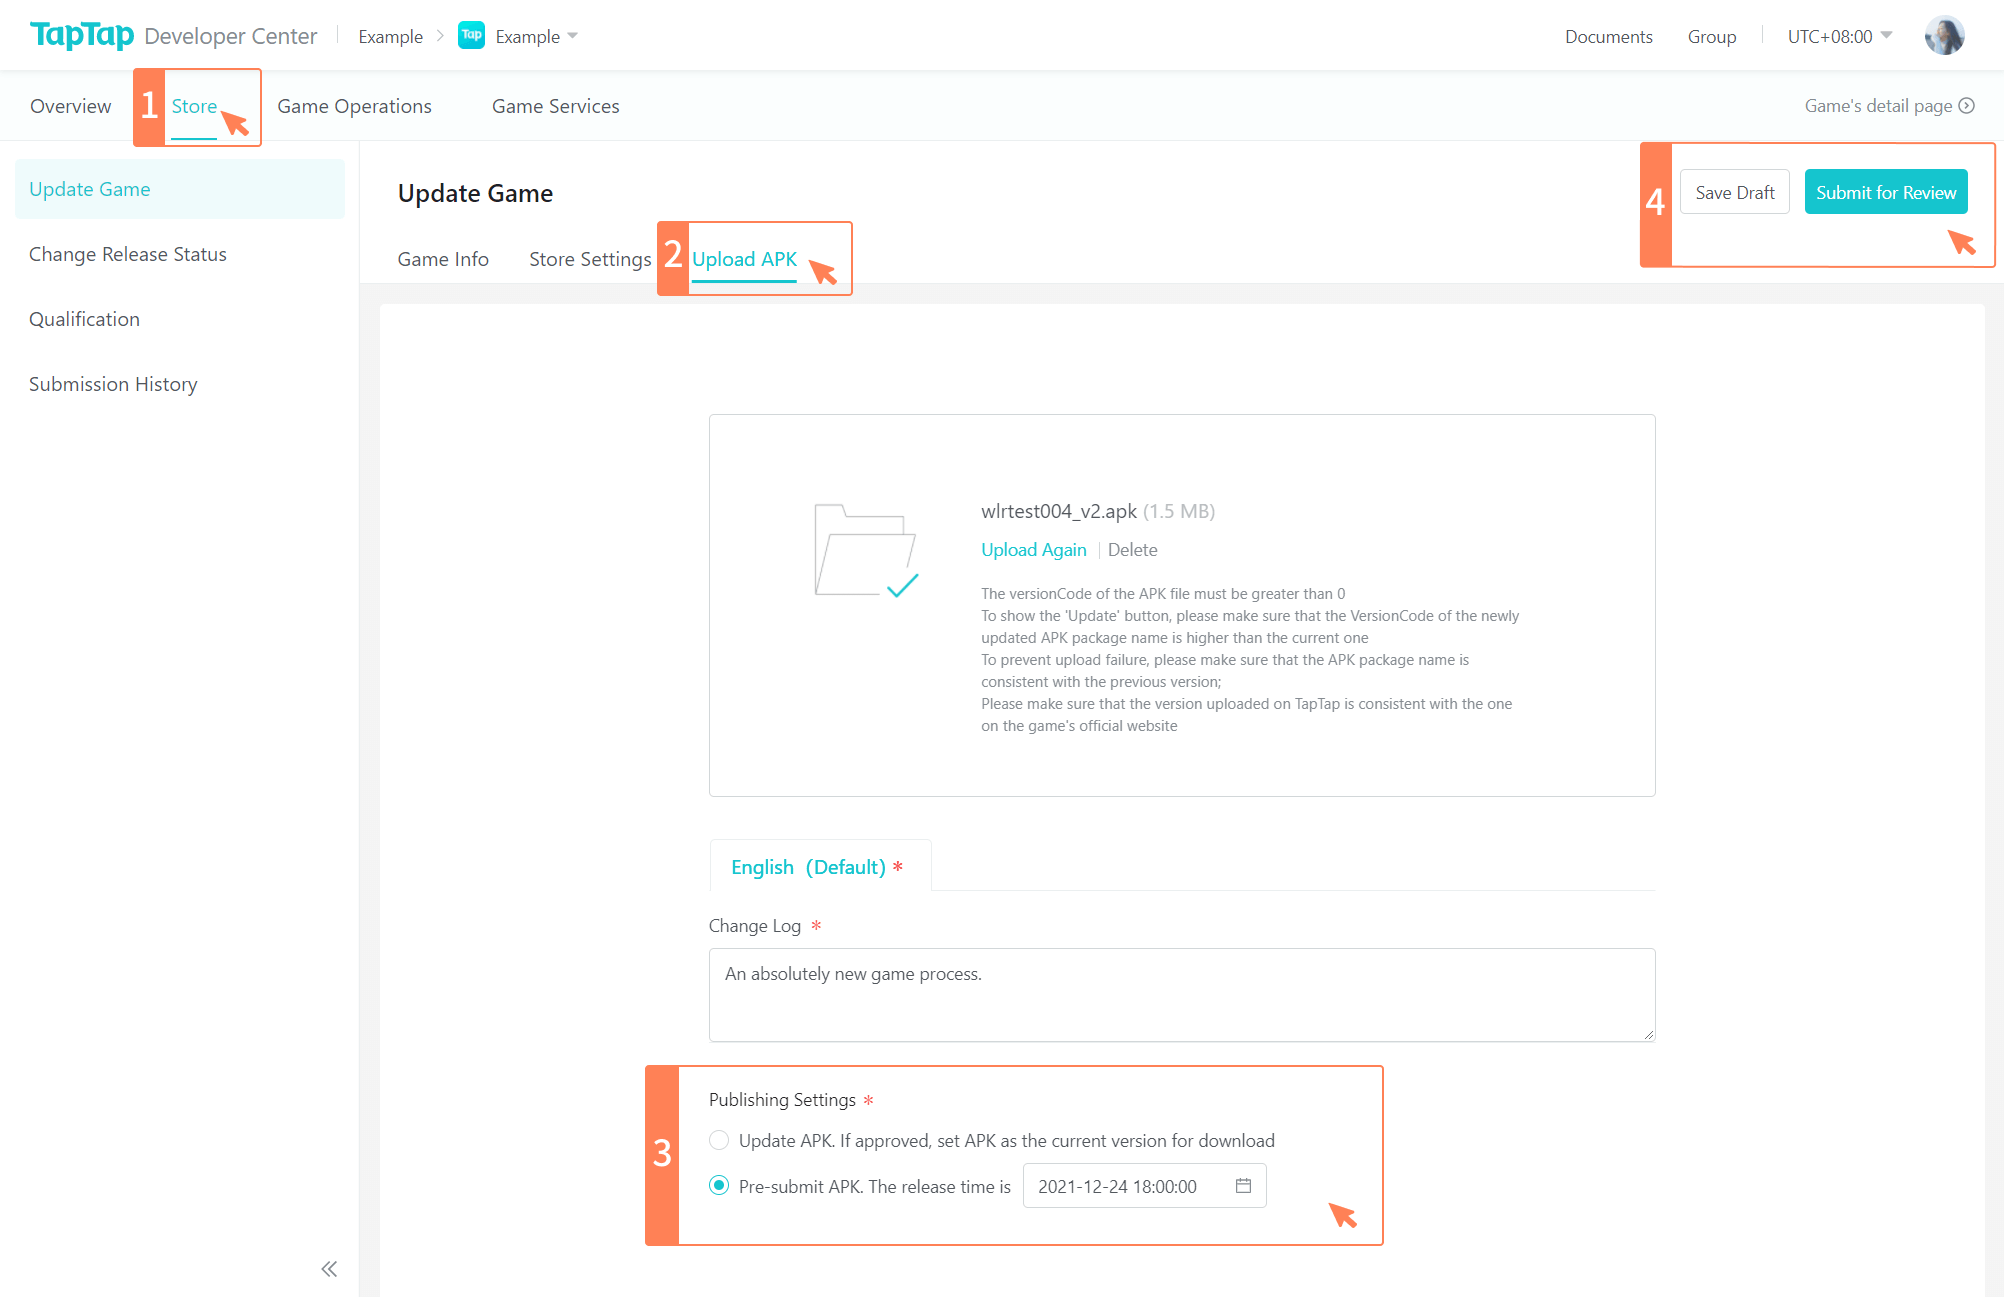 TapTap Developer Center Example Tap Example Documents Group UTC+08:00
Overview 1 Store Game Operations Game Services Game's detail page
Update Game
Change Release Status
Qualification
Submission History
Update Game
4 Save Draft Submit for Review
Game Info Store Settings 2 Upload APK
wlrtest004_v2.apk (1.5 MB)
Upload Again Delete
The versionCode of the APK file must be greater than 0
To show the 'Update' button, please make sure that the VersionCode of the newly
updated APK package name is higher than the current one
To prevent upload failure, please make sure that the APK package name is
consistent with the previous version;
Please make sure that the version uploaded on TapTap is consistent with the one
on the game's official website
English (Default) *
Change Log *
An absolutely new game process.
3
Publishing Settings *
Update APK. If approved, set APK as the current version for download
Pre-submit APK. The release time is 2021-12-24 18:00:00